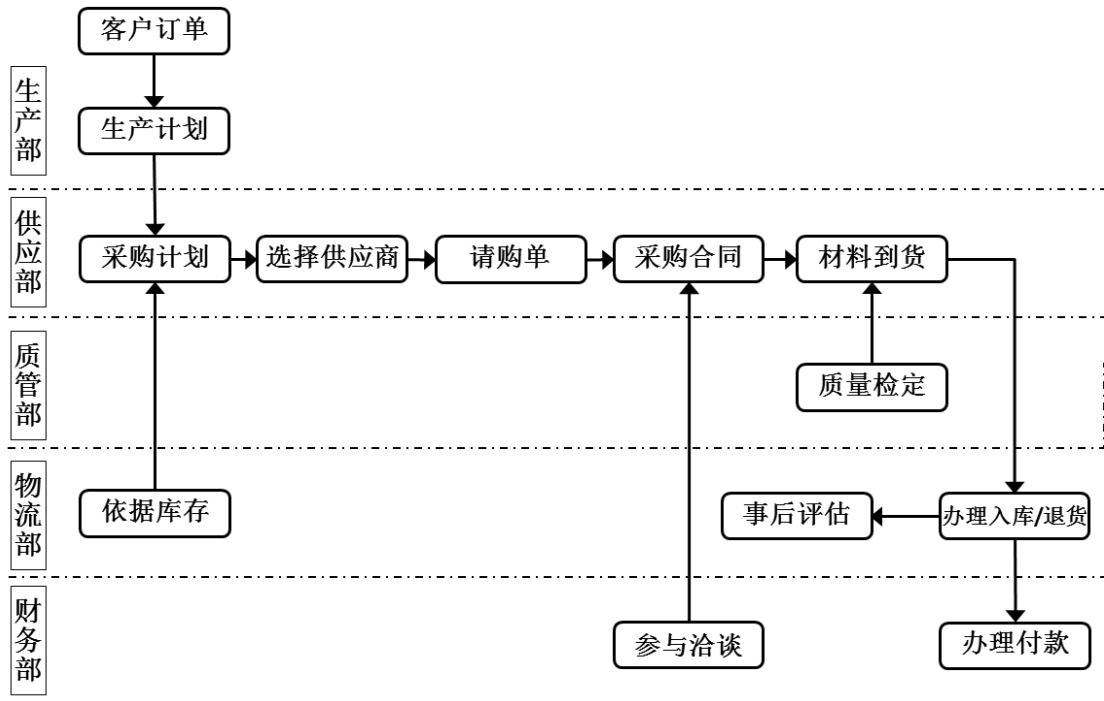 客户订单
生产部
生产计划
供应部
采购计划
选择供应商
请购单
采购合同
材料到货
质管部
质量检定
物流部
依据库存
事后评估
办理入库/退货
财务部
参与洽谈
办理付款